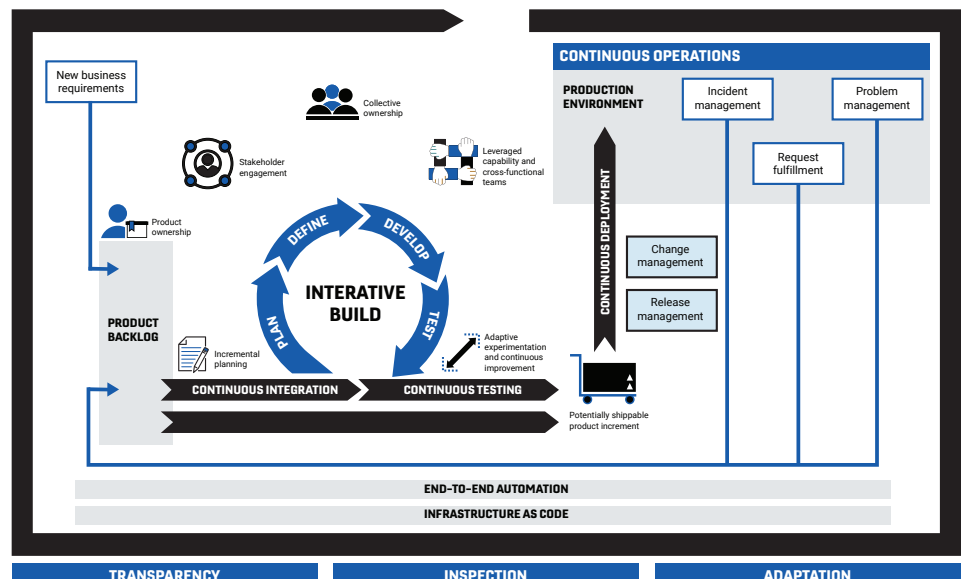 CONTINUOUS OPERATIONS
New business
requirements
PRODUCTION
ENVIRONMENT
Incident
management
Problem
management
Request
fulfillment
Collective
ownership
Stakeholder
engagement
Leveraged
capability and
cross-functional
teams
Product
ownership
DEFINE
DEVELOP
TEST
PLAN
INTERATIVE
BUILD
CONTINUOUS DEPLOYMENT
Change
management
Release
management
PRODUCT
BACKLOG
Incremental
planning
Adaptive
experimentation
and continuous
improvement
CONTINUOUS INTEGRATION
CONTINUOUS TESTING
Potentially shippable
product increment
END-TO-END AUTOMATION
INFRASTRUCTURE AS CODE
TRANSPARENCY
INSPECTION
ADAPTATION